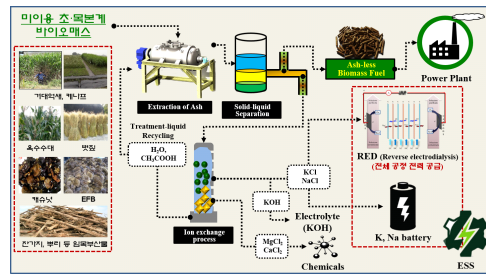 미이용 초·목본계
바이오매스
거대억새, 케나프
옥수수대
볏짚
캐슈넛
EFB
잔가지, 뿌리 등 임목부산물
Extraction of Ash
Solid-liquid
Separation
Ash-less
Biomass Fuel
Power Plant
Treatment-liquid
Recycling
H₂O,
CH₃COOH
Ion exchange
process
KCl
NaCl
KOH
Electrolyte
(KOH)
MgCl₂
CaCl₂
Chemicals
RED (Reverse electrodialysis)
(전체 공정 전력 공급)
K, Na battery
ESS